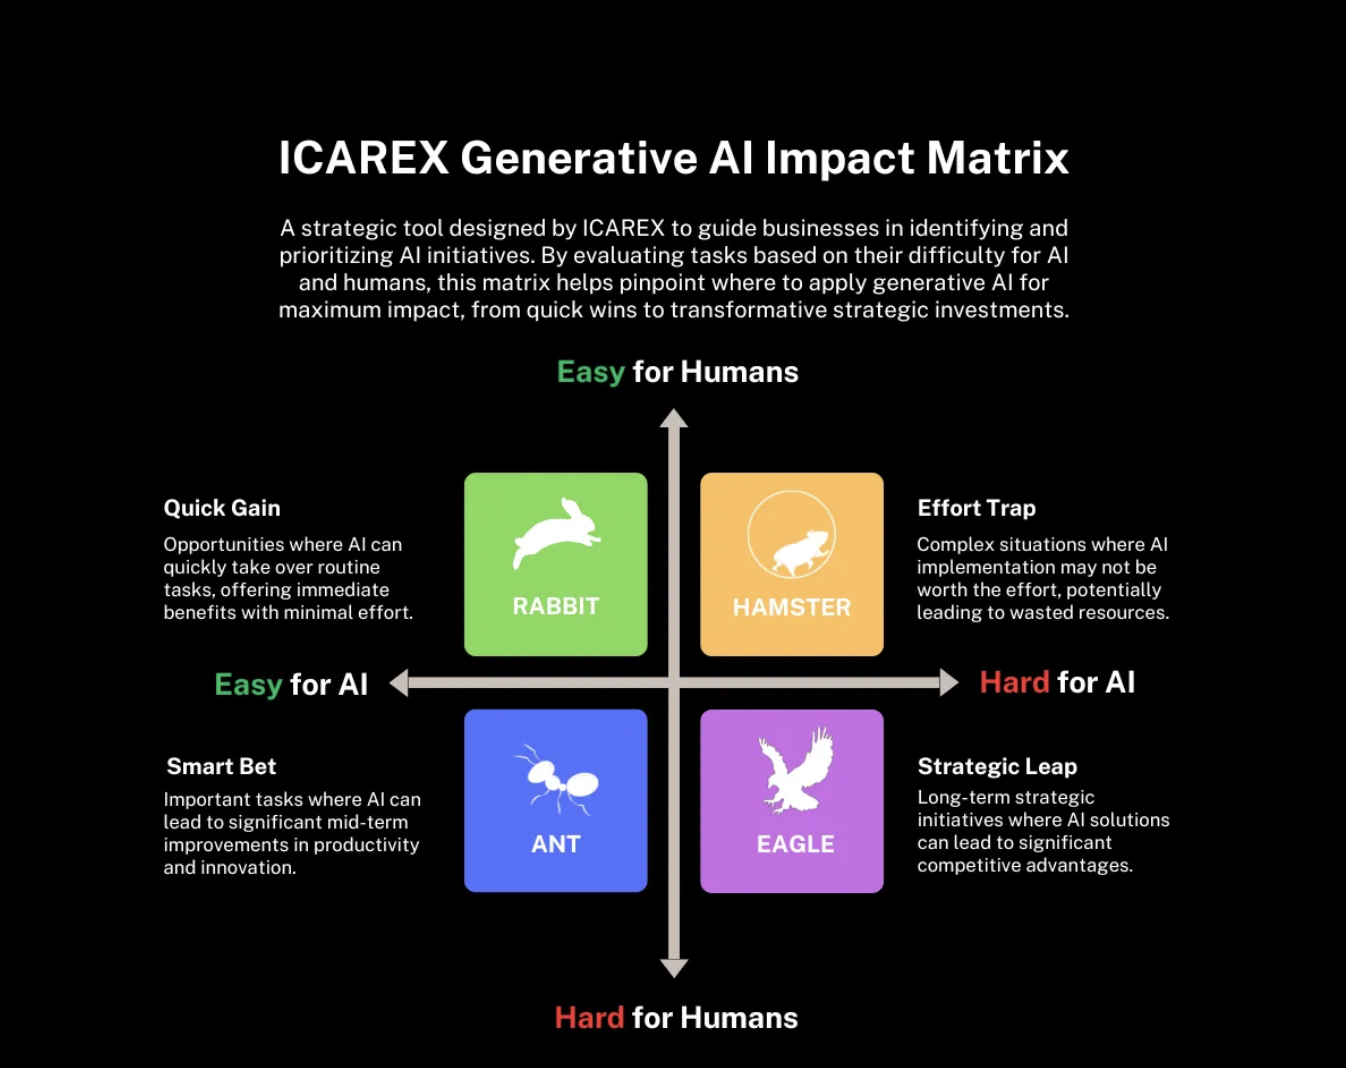 ICAREX Generative AI Impact Matrix
A strategic tool designed by ICAREX to guide businesses in identifying and
prioritizing AI initiatives. By evaluating tasks based on their difficulty for AI
and humans, this matrix helps pinpoint where to apply generative AI for
maximum impact, from quick wins to transformative strategic investments.
Easy for Humans
Quick Gain
Opportunities where AI can
quickly take over routine
tasks, offering immediate
benefits with minimal effort.
RABBIT
HAMSTER
Effort Trap
Complex situations where AI
implementation may not be
worth the effort, potentially
leading to wasted resources.
Easy for AI
Hard for AI
Smart Bet
Important tasks where AI can
lead to significant mid-term
improvements in productivity
and innovation.
ANT
EAGLE
Strategic Leap
Long-term strategic
initiatives where AI solutions
can lead to significant
competitive advantages.
Hard for Humans